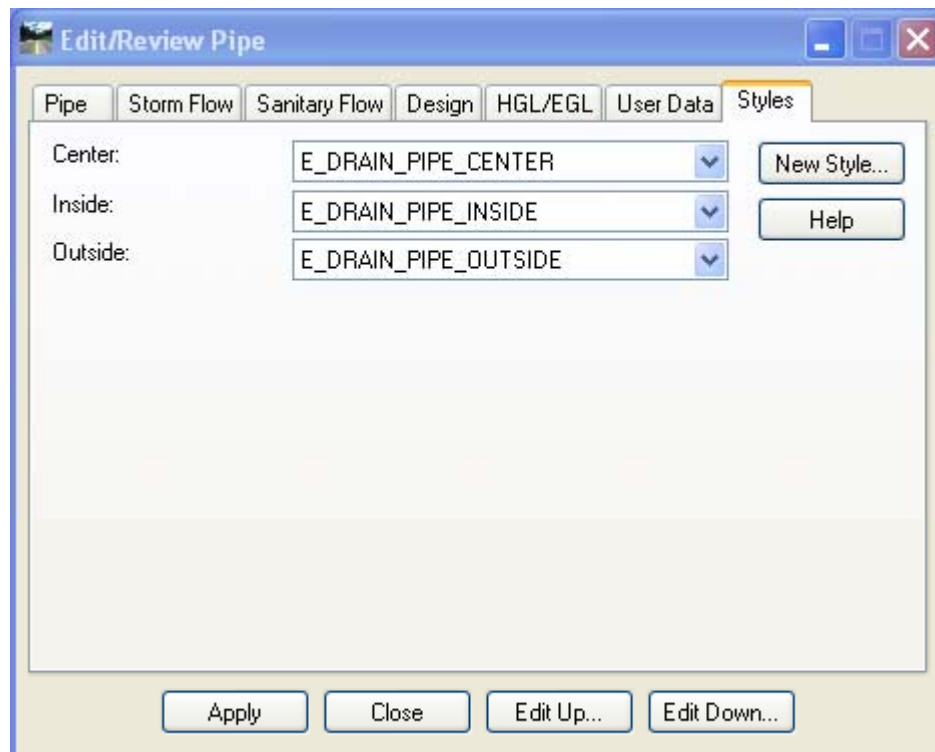 Edit/Review Pipe
Pipe Storm Flow Sanitary Flow Design HGL/EGL User Data Styles
Center: E_DRAIN_PIPE_CENTER New Style...
Inside: E_DRAIN_PIPE_INSIDE Help
Outside: E_DRAIN_PIPE_OUTSIDE
Apply Close Edit Up... Edit Down...